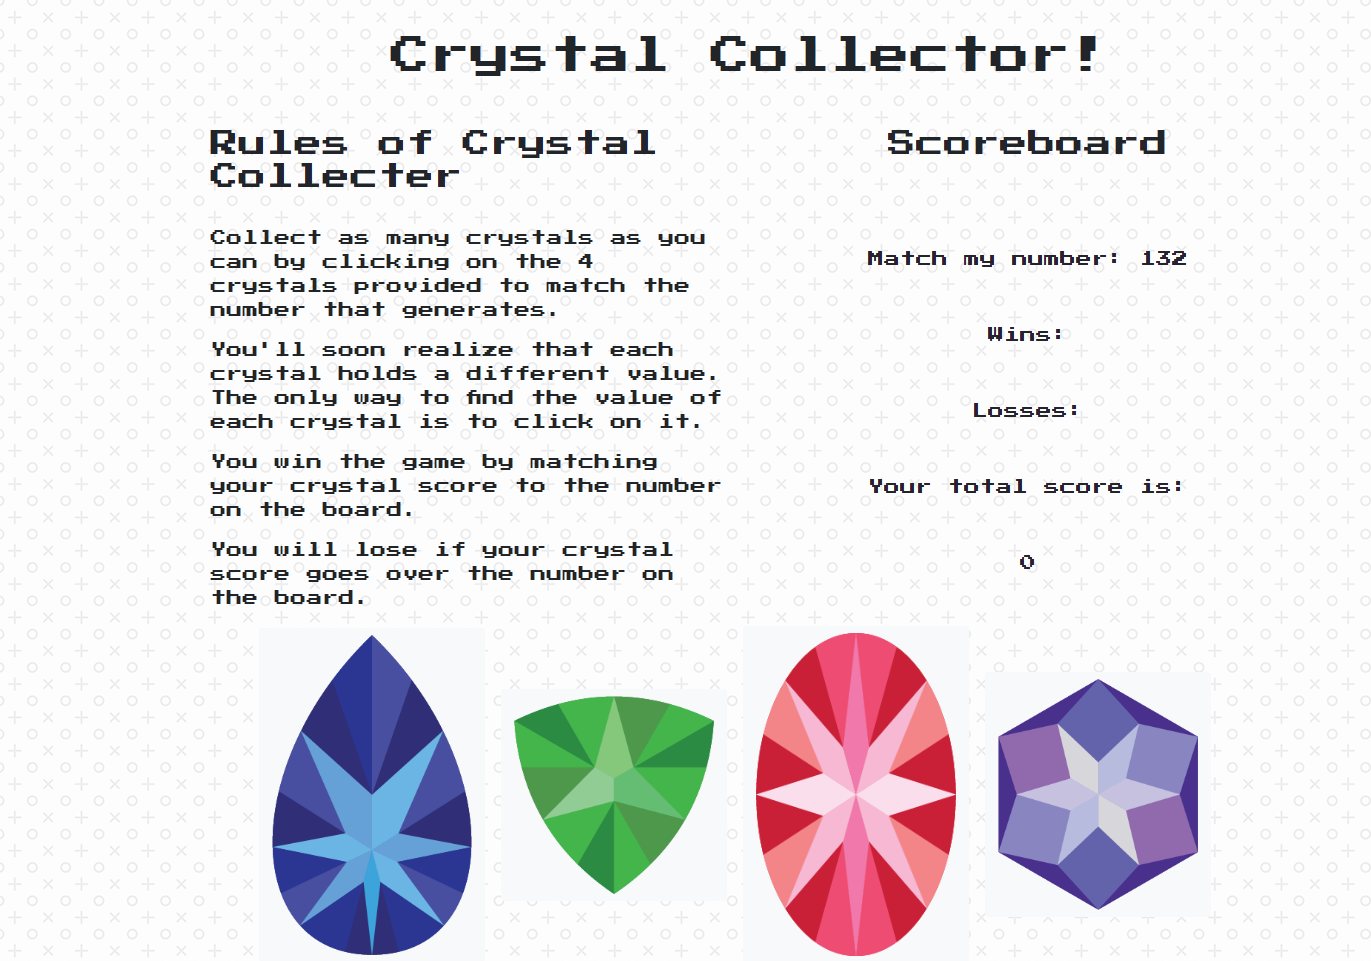 Crystal Collector!
Rules of Crystal
Collecter
Collect as many crystals as you
can by clicking on the 4
crystals provided to match the
number that generates.
You'll soon realize that each
crystal holds a different value.
The only way to find the value of
each crystal is to click on it.
You win the game by matching
your crystal score to the number
on the board.
You will lose if your crystal
score goes over the number on
the board.
Scoreboard
Match my number: 132
Wins:
Losses:
Your total score is:
0